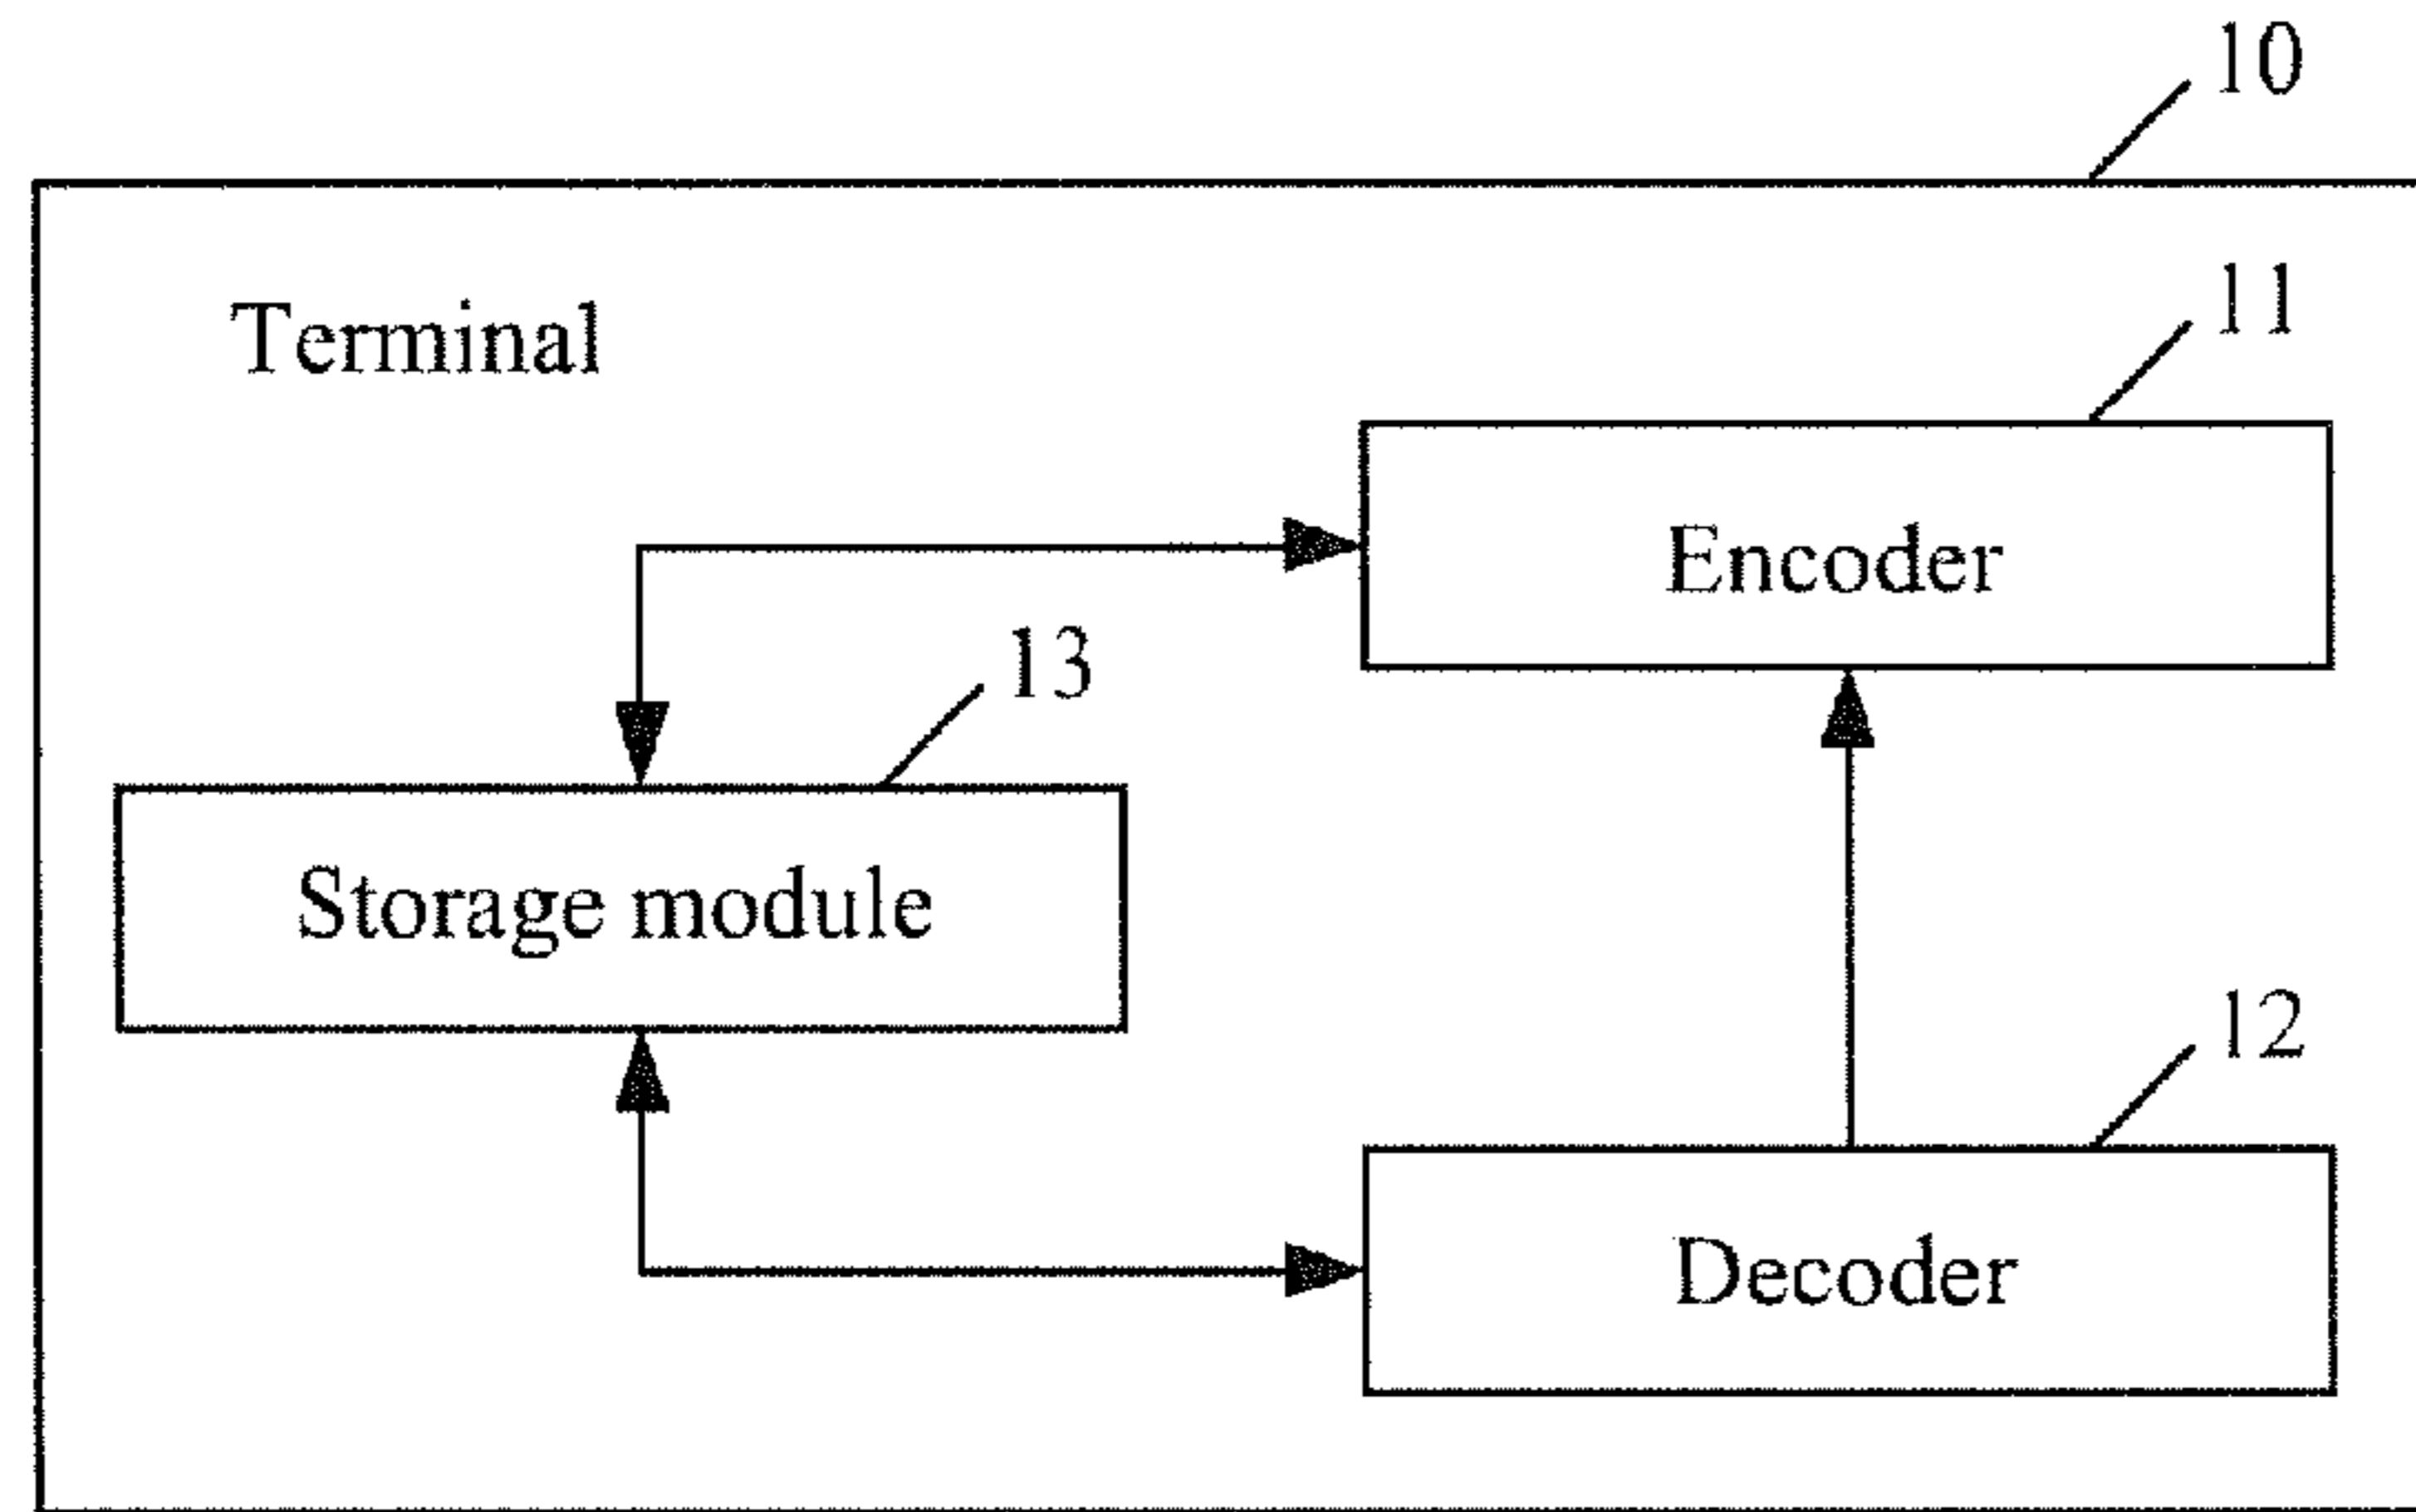 10
Terminal
11
Encoder
13
Storage module
12
Decoder